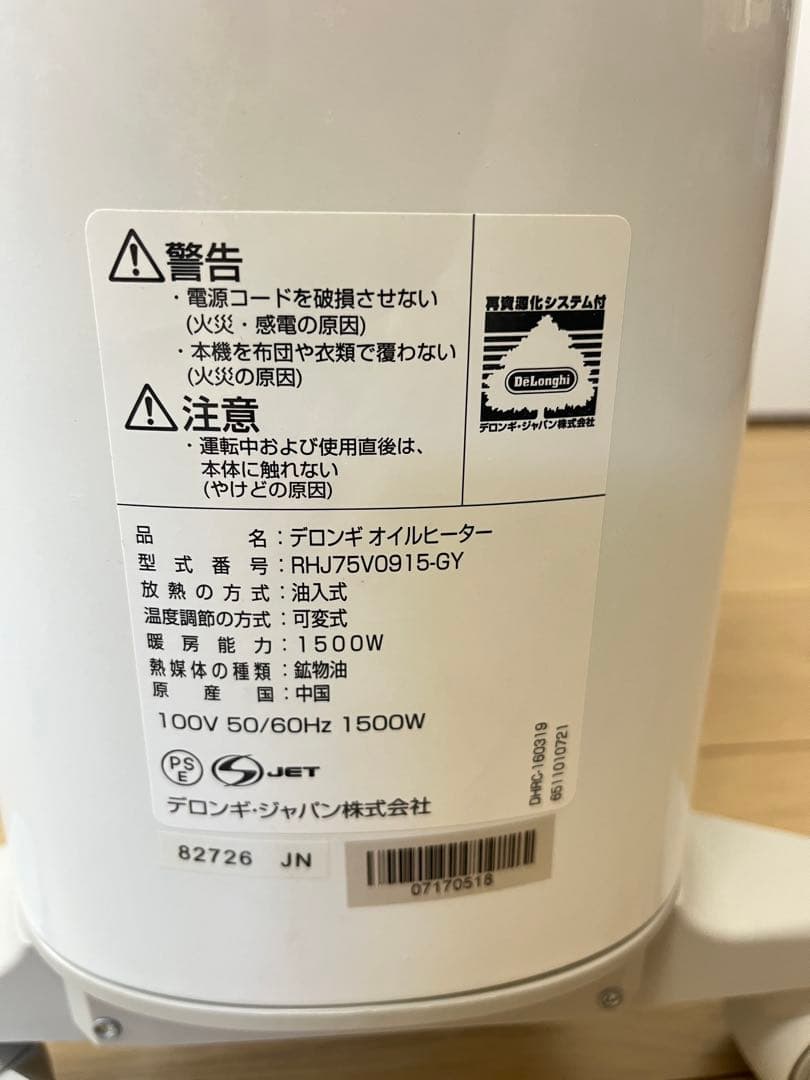 警告
・電源コードを破損させない
(火災・感電の原因)
・本機を布団や衣類で覆わない
(火災の原因)
注意
・運転中および使用直後は、
本体に触れない
(やけどの原因)
再資源化システム付
DeLonghi
デロンギ・ジャパン株式会社
品名：デロンギ オイルヒーター
型式番号：RHJ75V0915-GY
放熱の方式：油入式
温度調節の方式：可変式
暖房能力：1500W
熱媒体の種類：鉱物油
原産国：中国
100V 50/60Hz 1500W
PSE
JET
デロンギ・ジャパン株式会社
DHRC-160319
6511010721
82726 JN
07170518